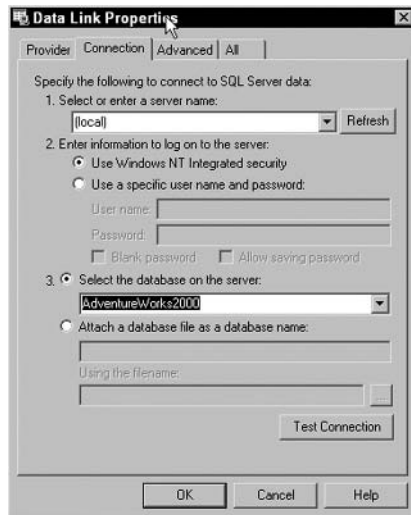 Data Link Properties
Provider Connection Advanced All
Specify the following to connect to SQL Server data:
1. Select or enter a server name:
(local) Refresh
2. Enter information to log on to the server:
Use Windows NT Integrated security
Use a specific user name and password:
User name:
Password:
Blank password Allow saving password
3. Select the database on the server:
AdventureWorks2000
Attach a database file as a database name:
Using the filename:
...
Test Connection
OK Cancel Help